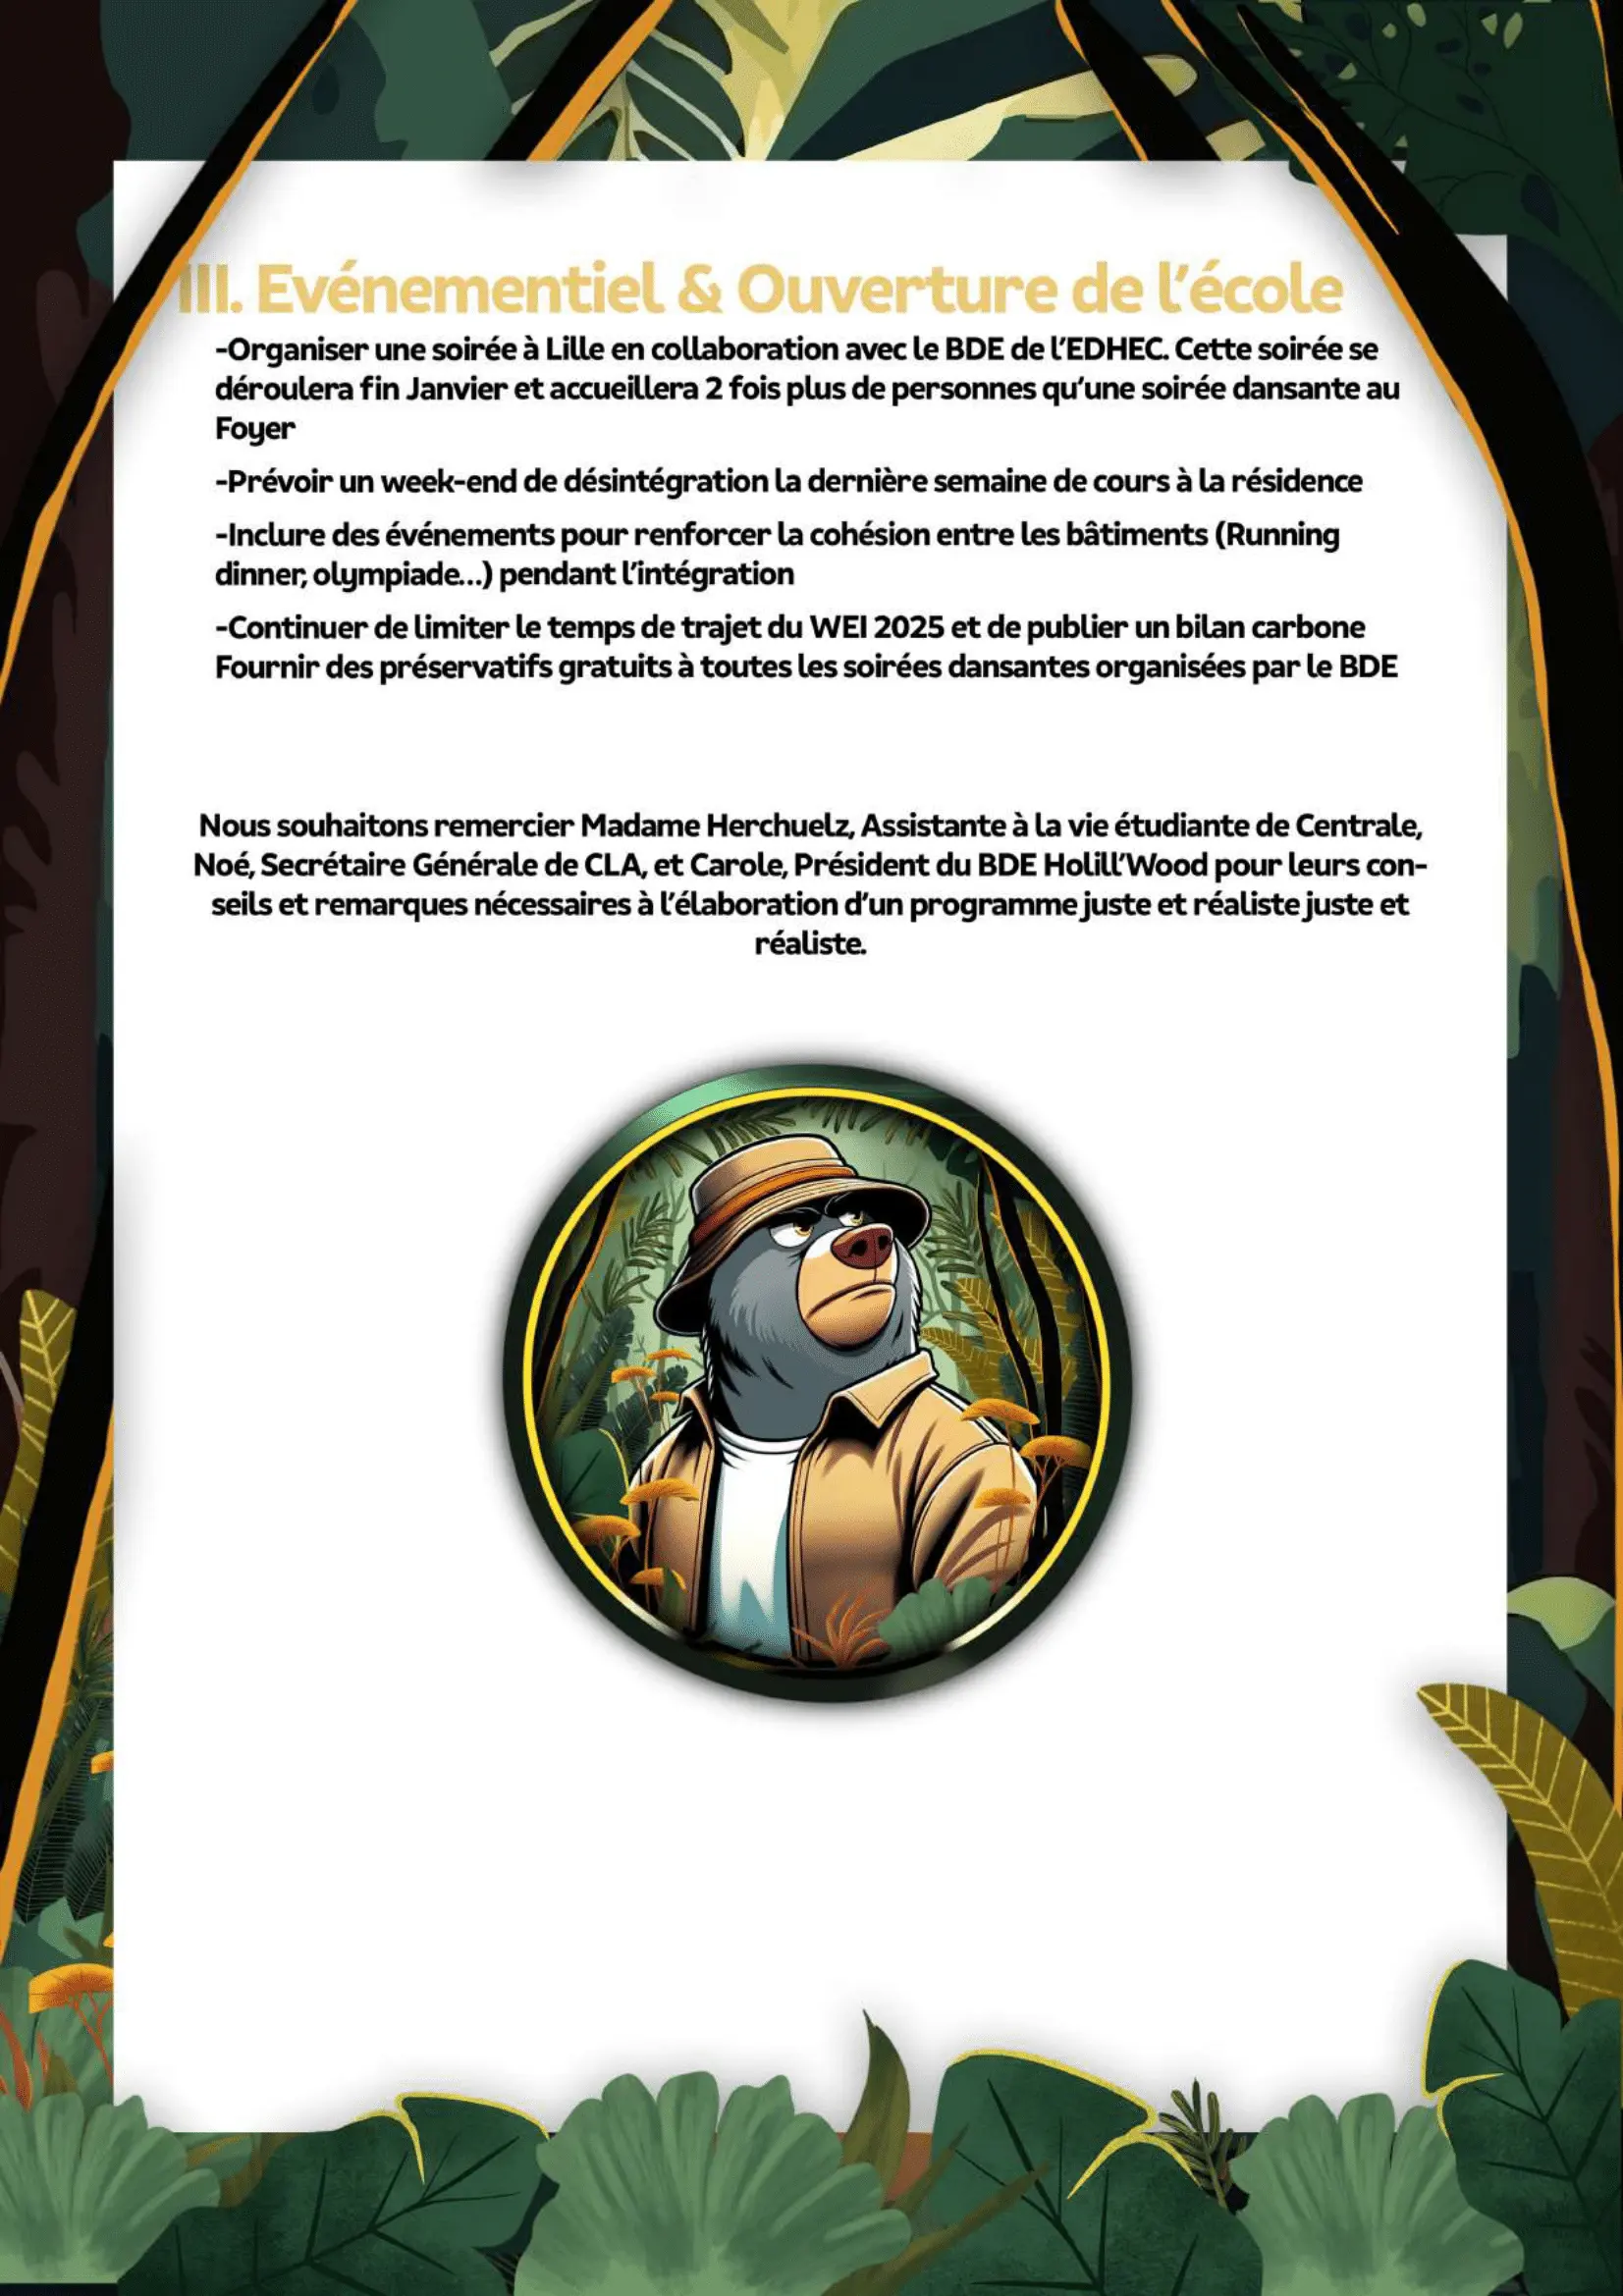 III. Evénementiel & Ouverture de l’école
-Organiser une soirée à Lille en collaboration avec le BDE de l’EDHEC. Cette soirée se
déroulera fin Janvier et accueillera 2 fois plus de personnes qu’une soirée dansante au
Foyer
-Prévoir un week-end de désintégration la dernière semaine de cours à la résidence
-Inclure des événements pour renforcer la cohésion entre les bâtiments (Running
dinner, olympiade...) pendant l’intégration
-Continuer de limiter le temps de trajet du WEI 2025 et de publier un bilan carbone
Fournir des préservatifs gratuits à toutes les soirées dansantes organisées par le BDE
Nous souhaitons remercier Madame Herchuelz, Assistante à la vie étudiante de Centrale,
Noé, Secrétaire Générale de CLA, et Carole, Président du BDE Holill’Wood pour leurs con-
seils et remarques nécessaires à l’élaboration d’un programme juste et réaliste juste et
réaliste.